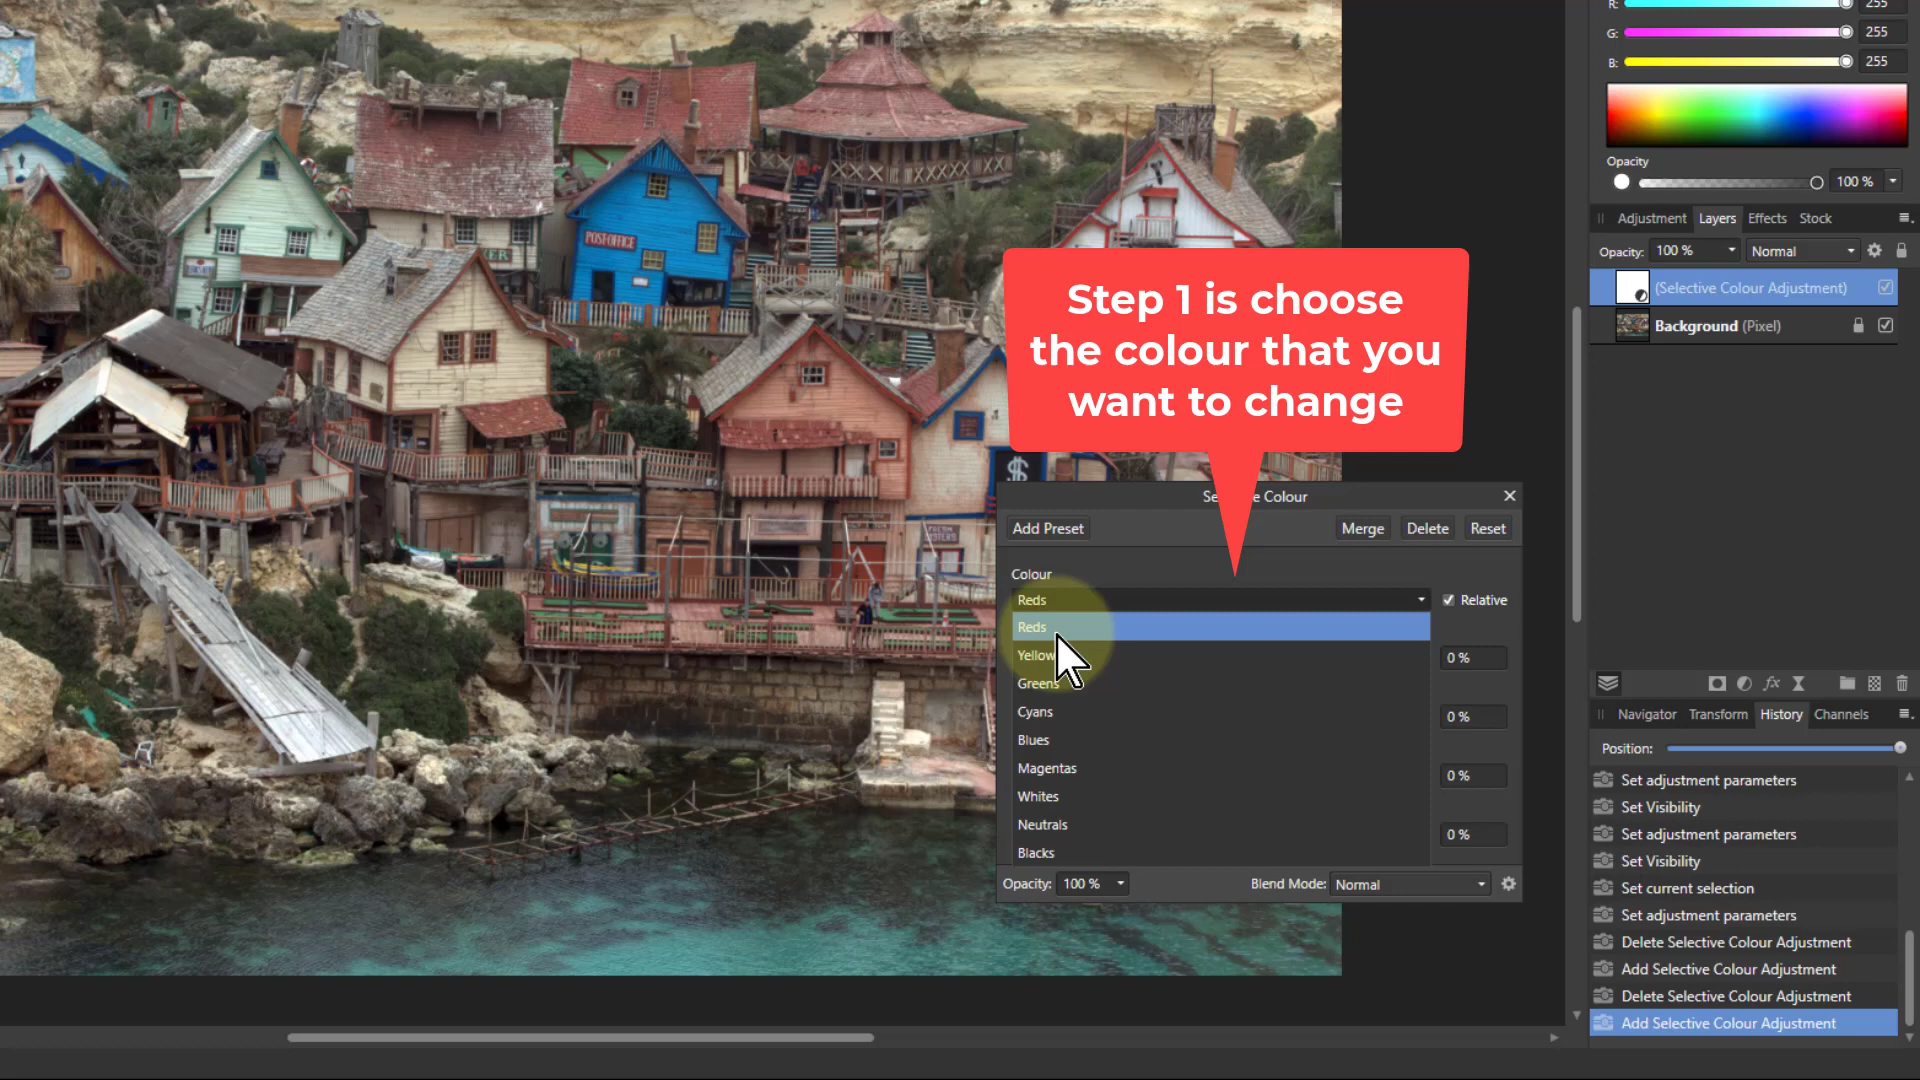 R: 255
G: 255
B: 255
Opacity
100 %
Adjustment Layers Effects Stock
Opacity: 100 % Normal
(Selective Colour Adjustment)
Background (Pixel)
POST-OFFICE
Step 1 is choose
the colour that you
want to change
$
Colour
Add Preset Merge Delete Reset
Colour
Reds Relative
Reds
Yellow
Greens
Cyans
Blues
Magentas
Whites
Neutrals
Blacks
0 %
0 %
0 %
0 %
Opacity: 100 % Blend Mode: Normal
fx
Navigator Transform History Channels
Position:
Set adjustment parameters
Set Visibility
Set adjustment parameters
Set Visibility
Set current selection
Set adjustment parameters
Delete Selective Colour Adjustment
Add Selective Colour Adjustment
Delete Selective Colour Adjustment
Add Selective Colour Adjustment